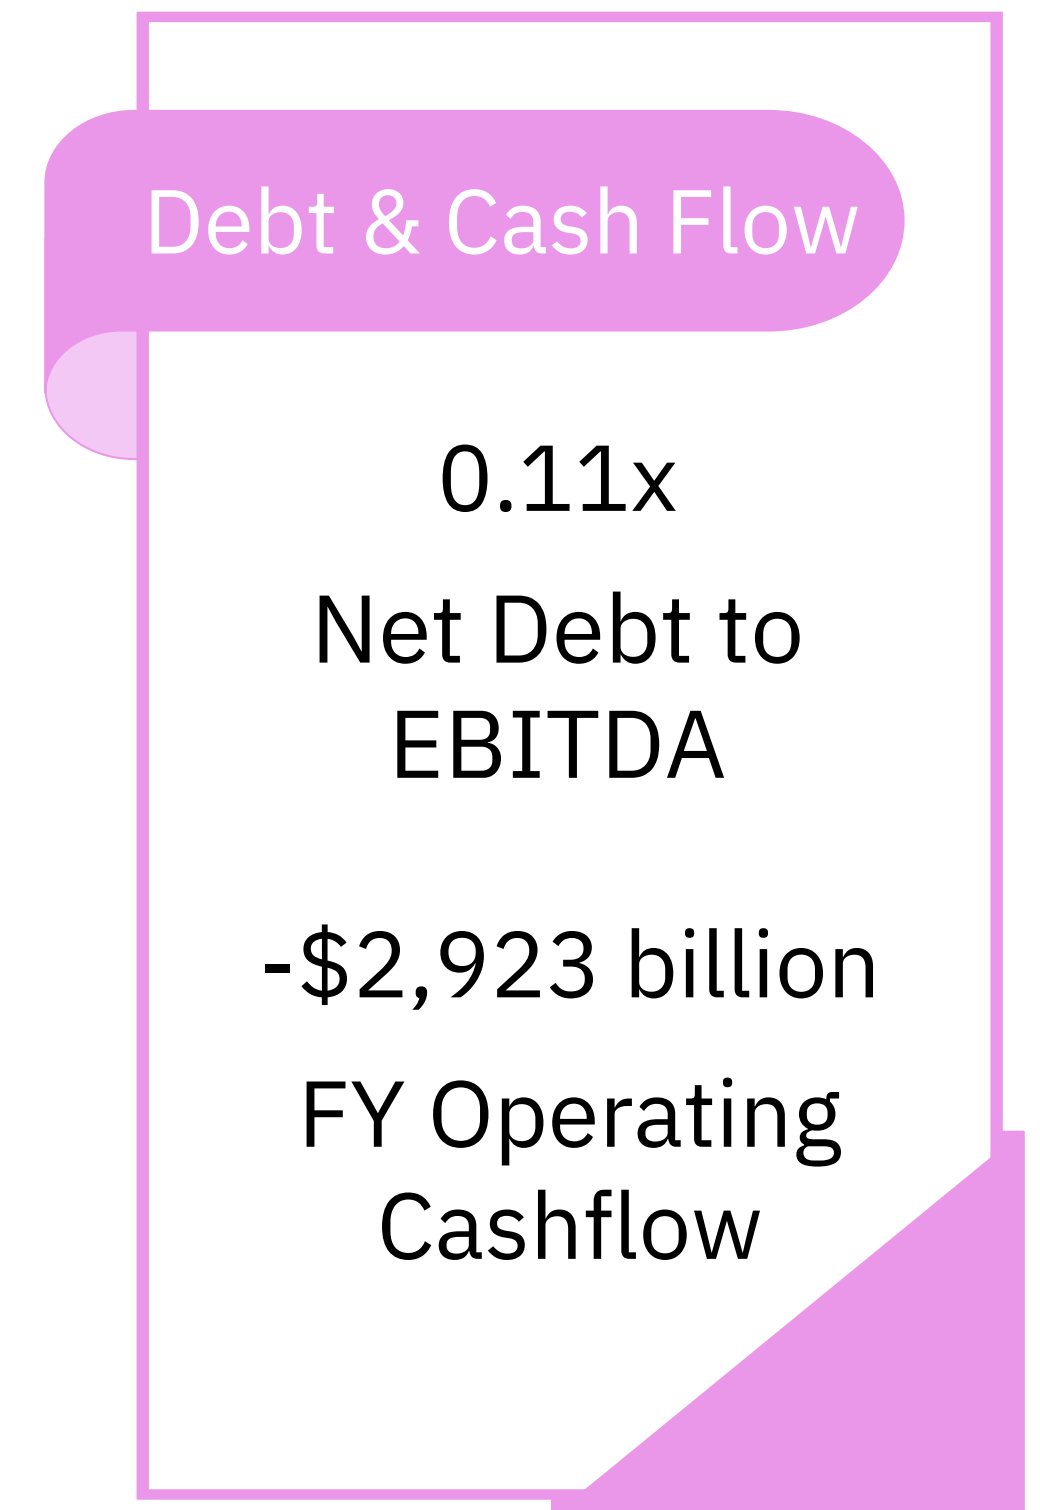 Debt & Cash Flow
0.11x
Net Debt to
EBITDA
-$2,923 billion
FY Operating
Cashflow